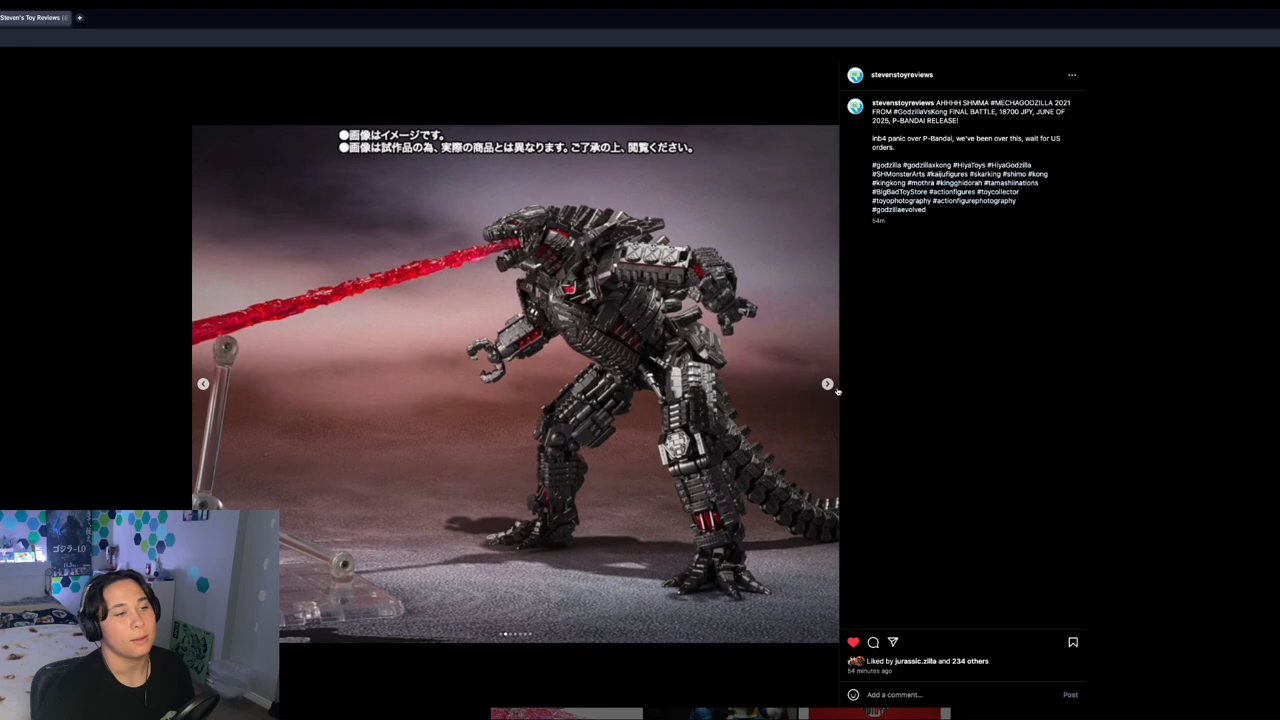 Steven's Toy Reviews
stevenstoyreviews
●画像はイメージです。
●画像は試作品の為、実際の商品とは異なります。ご了承の上、閲覧ください。
stevenstoyreviews AHHHH SHMMA #MECHAGODZILLA 2021
FROM #GodzillaVsKong FINAL BATTLE, 18700 JPY, JUNE OF
2025, P-BANDAI RELEASE!
inb4 panic over P-Bandai, we've been over this, wait for US
orders.
#godzilla #godzillaxkong #HiyaToys #HiyaGodzilla
#SHMonsterArts #kaijufigures #skarking #shimo #kong
#kingkong #mothra #kingghidorah #tamashiinations
#BigBadToyStore #actionfigures #toycollector
#toyophotography #actionfigurephotography
#godzillaevolved
54m
ゴジラ-1.0
Liked by jurassic.zilla and 234 others
54 minutes ago
Add a comment...
Post